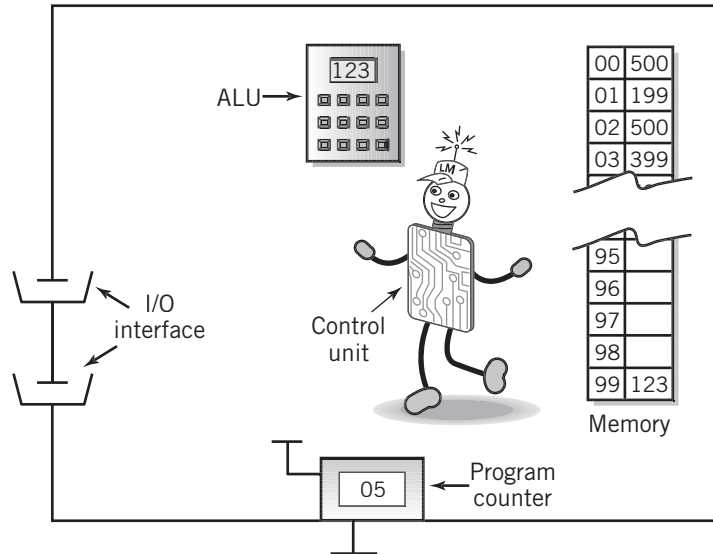 123
ALU
LM
00 500
01 199
02 500
03 399
95
96
97
98
99 123
Memory
I/O
interface
Control
unit
05
Program
counter